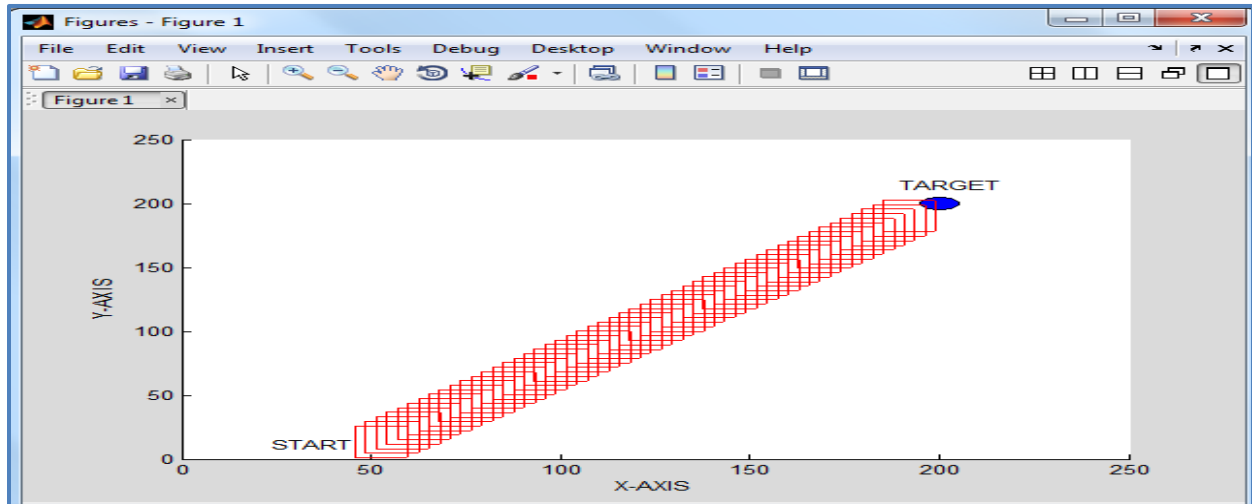 Figures - Figure 1
File Edit View Insert Tools Debug Desktop Window Help
Figure 1
250
TARGET
200
150
Y-AXIS
100
50
START
0
0 50 100 150 200 250
X-AXIS